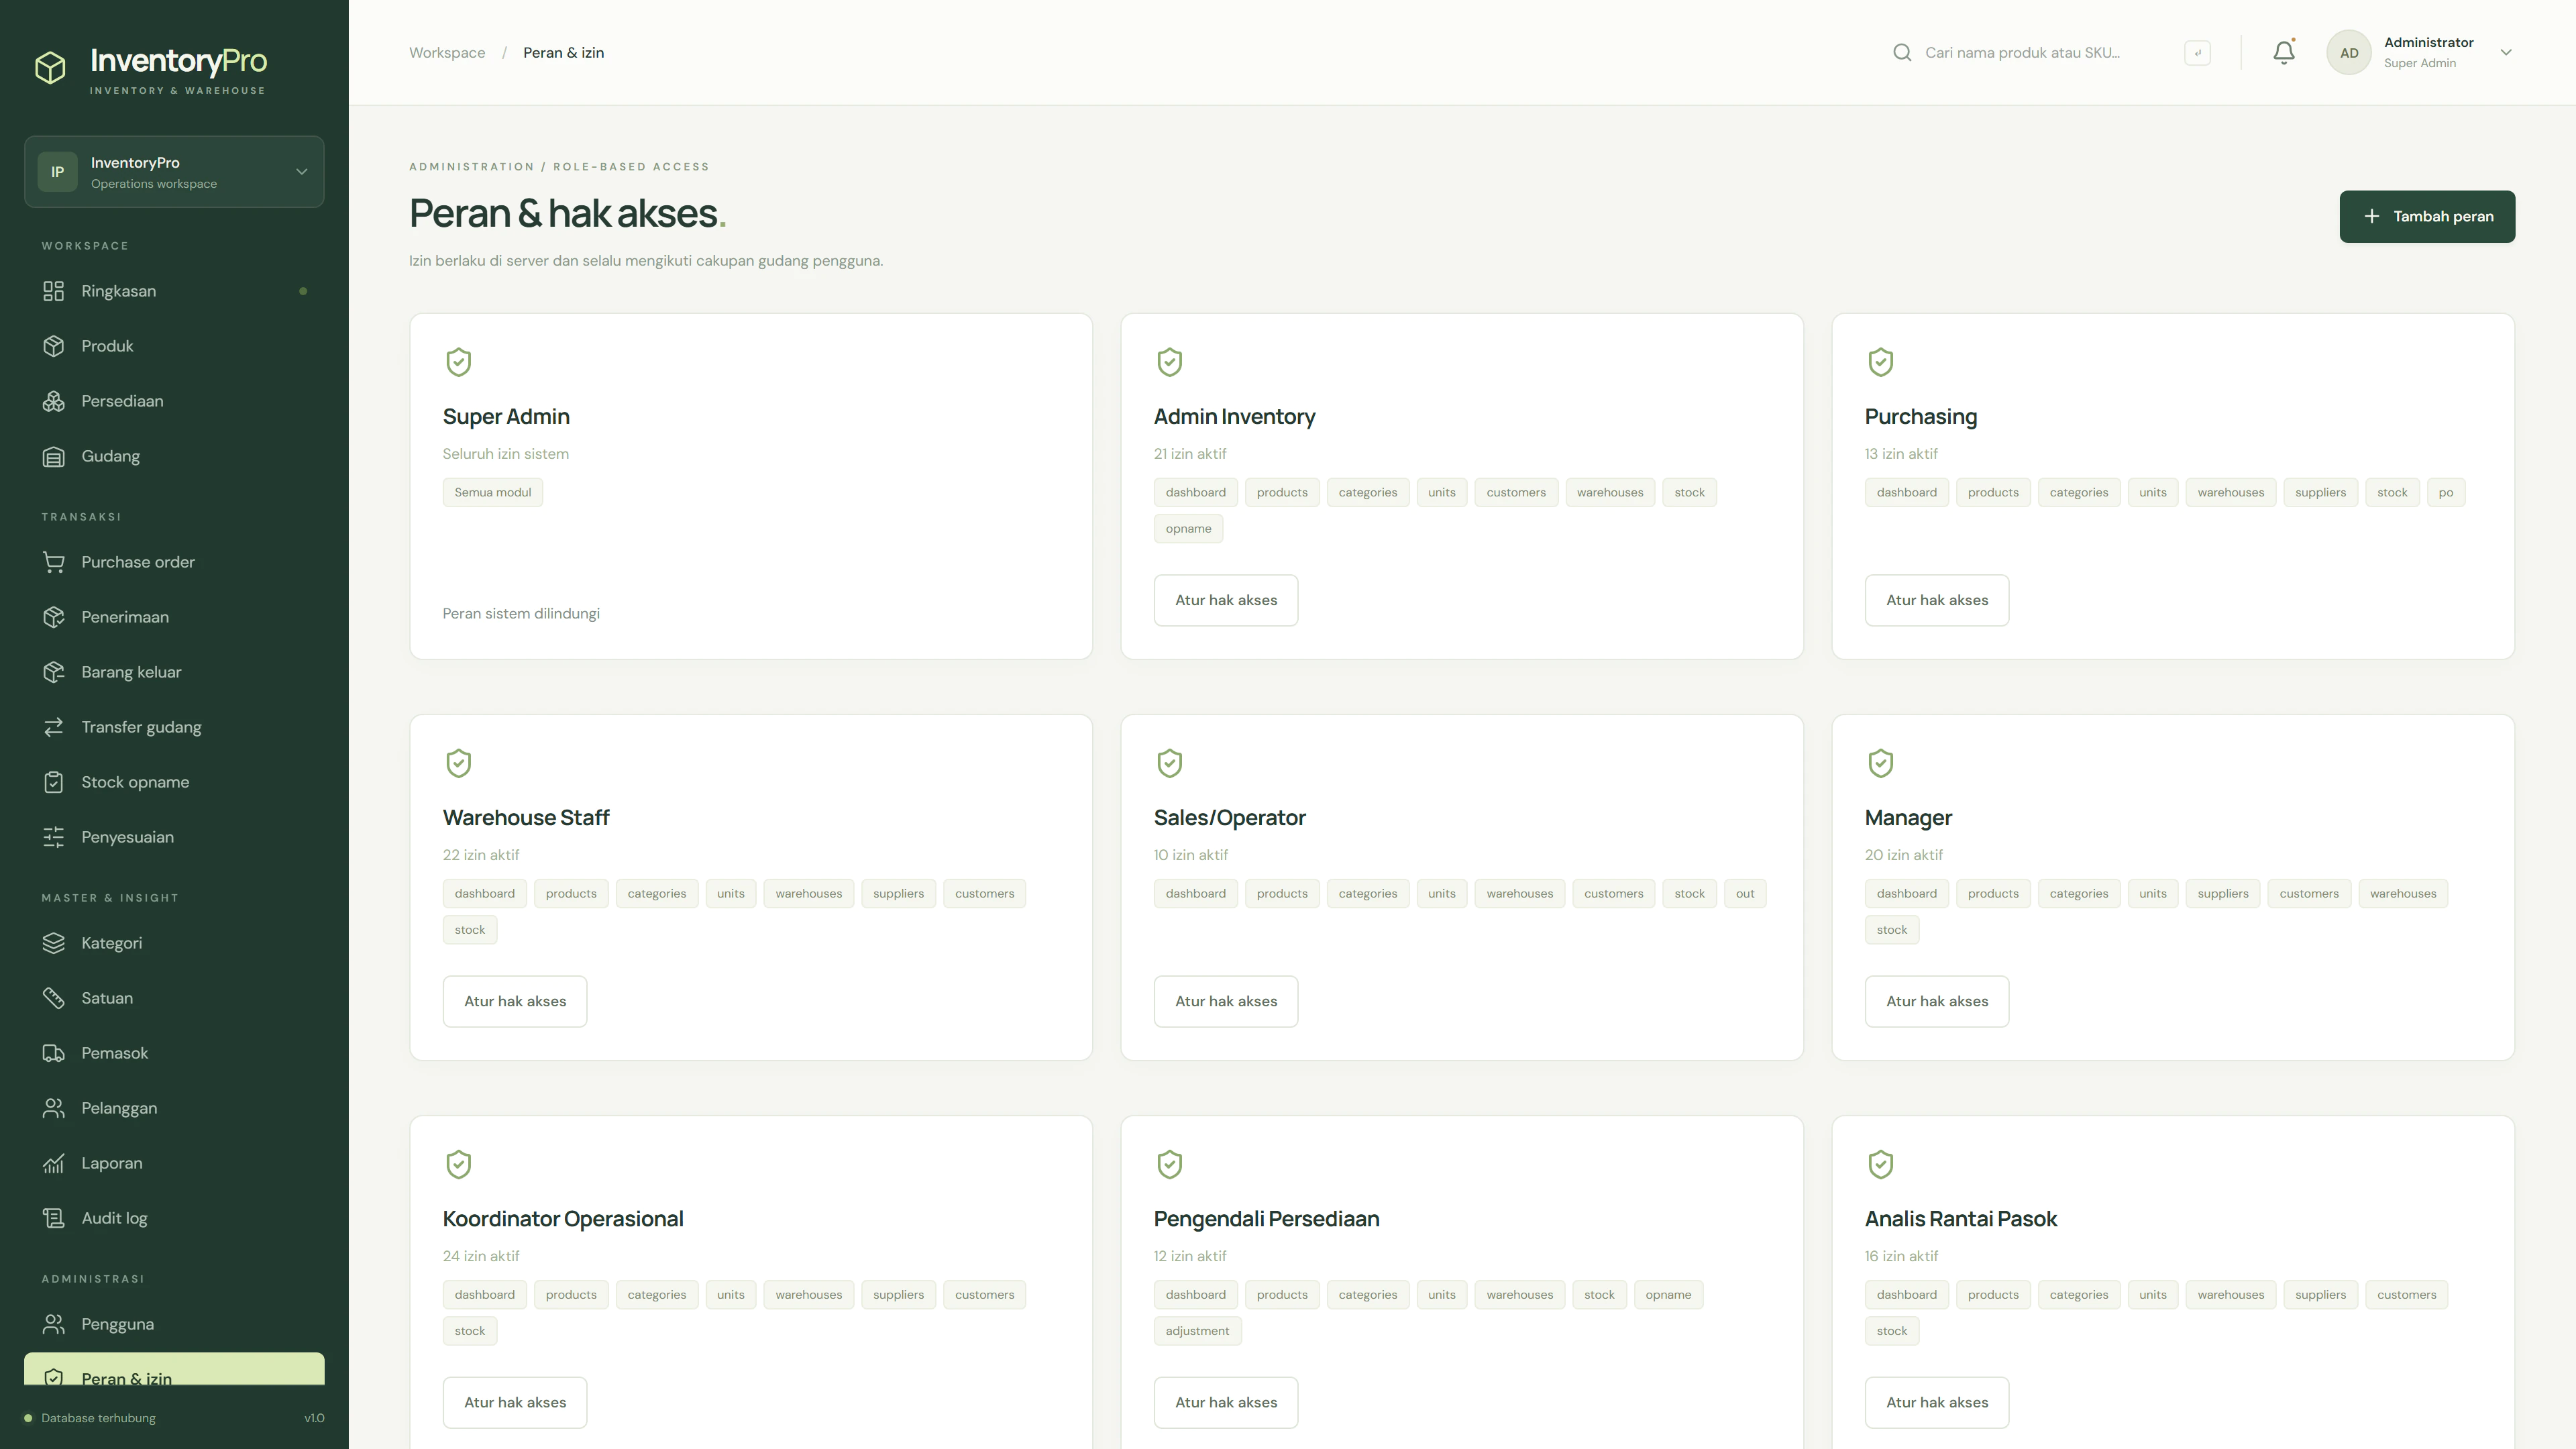 InventoryPro
INVENTORY & WAREHOUSE
IP
InventoryPro
Operations workspace
WORKSPACE
Ringkasan
Produk
Persediaan
Gudang
TRANSAKSI
Purchase order
Penerimaan
Barang keluar
Transfer gudang
Stock opname
Penyesuaian
MASTER & INSIGHT
Kategori
Satuan
Pemasok
Pelanggan
Laporan
Audit log
ADMINISTRASI
Pengguna
Peran & izin
Database terhubung v1.0
Workspace / Peran & izin
Cari nama produk atau SKU...
AD
Administrator
Super Admin
ADMINISTRATION / ROLE-BASED ACCESS
Peran & hak akses.
Izin berlaku di server dan selalu mengikuti cakupan gudang pengguna.
Tambah peran
Super Admin
Seluruh izin sistem
Semua modul
Peran sistem dilindungi
Admin Inventory
21 izin aktif
dashboard products categories units customers warehouses stock
opname
Atur hak akses
Purchasing
13 izin aktif
dashboard products categories units warehouses suppliers stock po
Atur hak akses
Warehouse Staff
22 izin aktif
dashboard products categories units warehouses suppliers customers
stock
Atur hak akses
Sales/Operator
10 izin aktif
dashboard products categories units warehouses customers stock out
Atur hak akses
Manager
20 izin aktif
dashboard products categories units suppliers customers warehouses
stock
Atur hak akses
Koordinator Operasional
24 izin aktif
dashboard products categories units warehouses suppliers customers
stock
Atur hak akses
Pengendali Persediaan
12 izin aktif
dashboard products categories units warehouses stock opname
adjustment
Atur hak akses
Analis Rantai Pasok
16 izin aktif
dashboard products categories units warehouses suppliers customers
stock
Atur hak akses